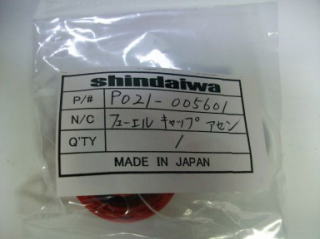 shindaiwa
P/# P021-005601
N/C フューエル キャップ アセン
Q'TY 1
MADE IN JAPAN